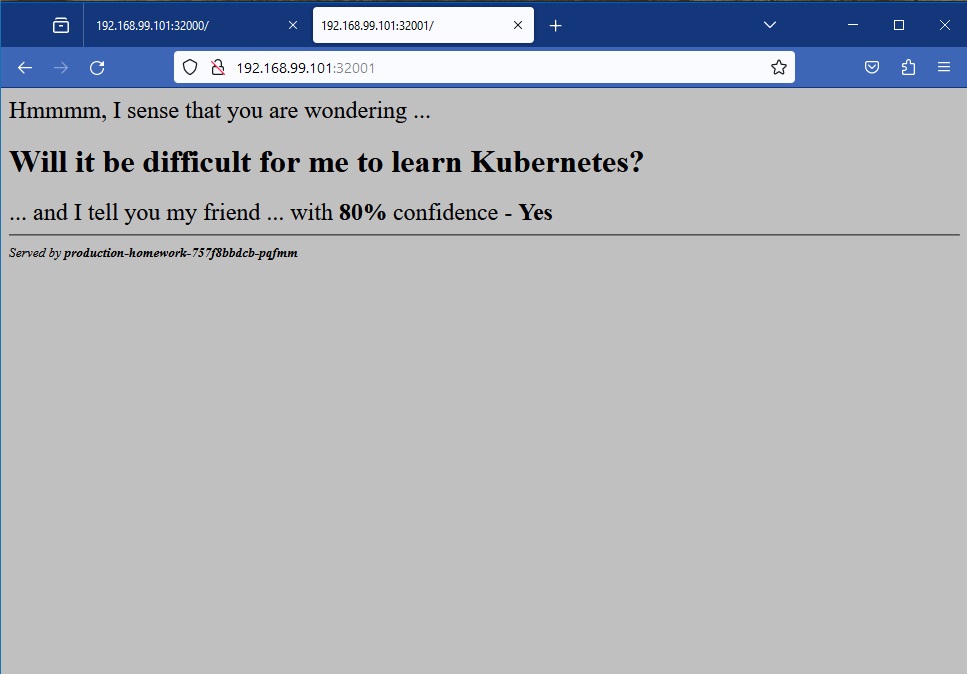 192.168.99.101:32000/
192.168.99.101:32001/
192.168.99.101:32001
Hmmmm, I sense that you are wondering ...
Will it be difficult for me to learn Kubernetes?
... and I tell you my friend ... with 80% confidence - Yes
Served by production-homework-757f8bbdcb-pqfmm